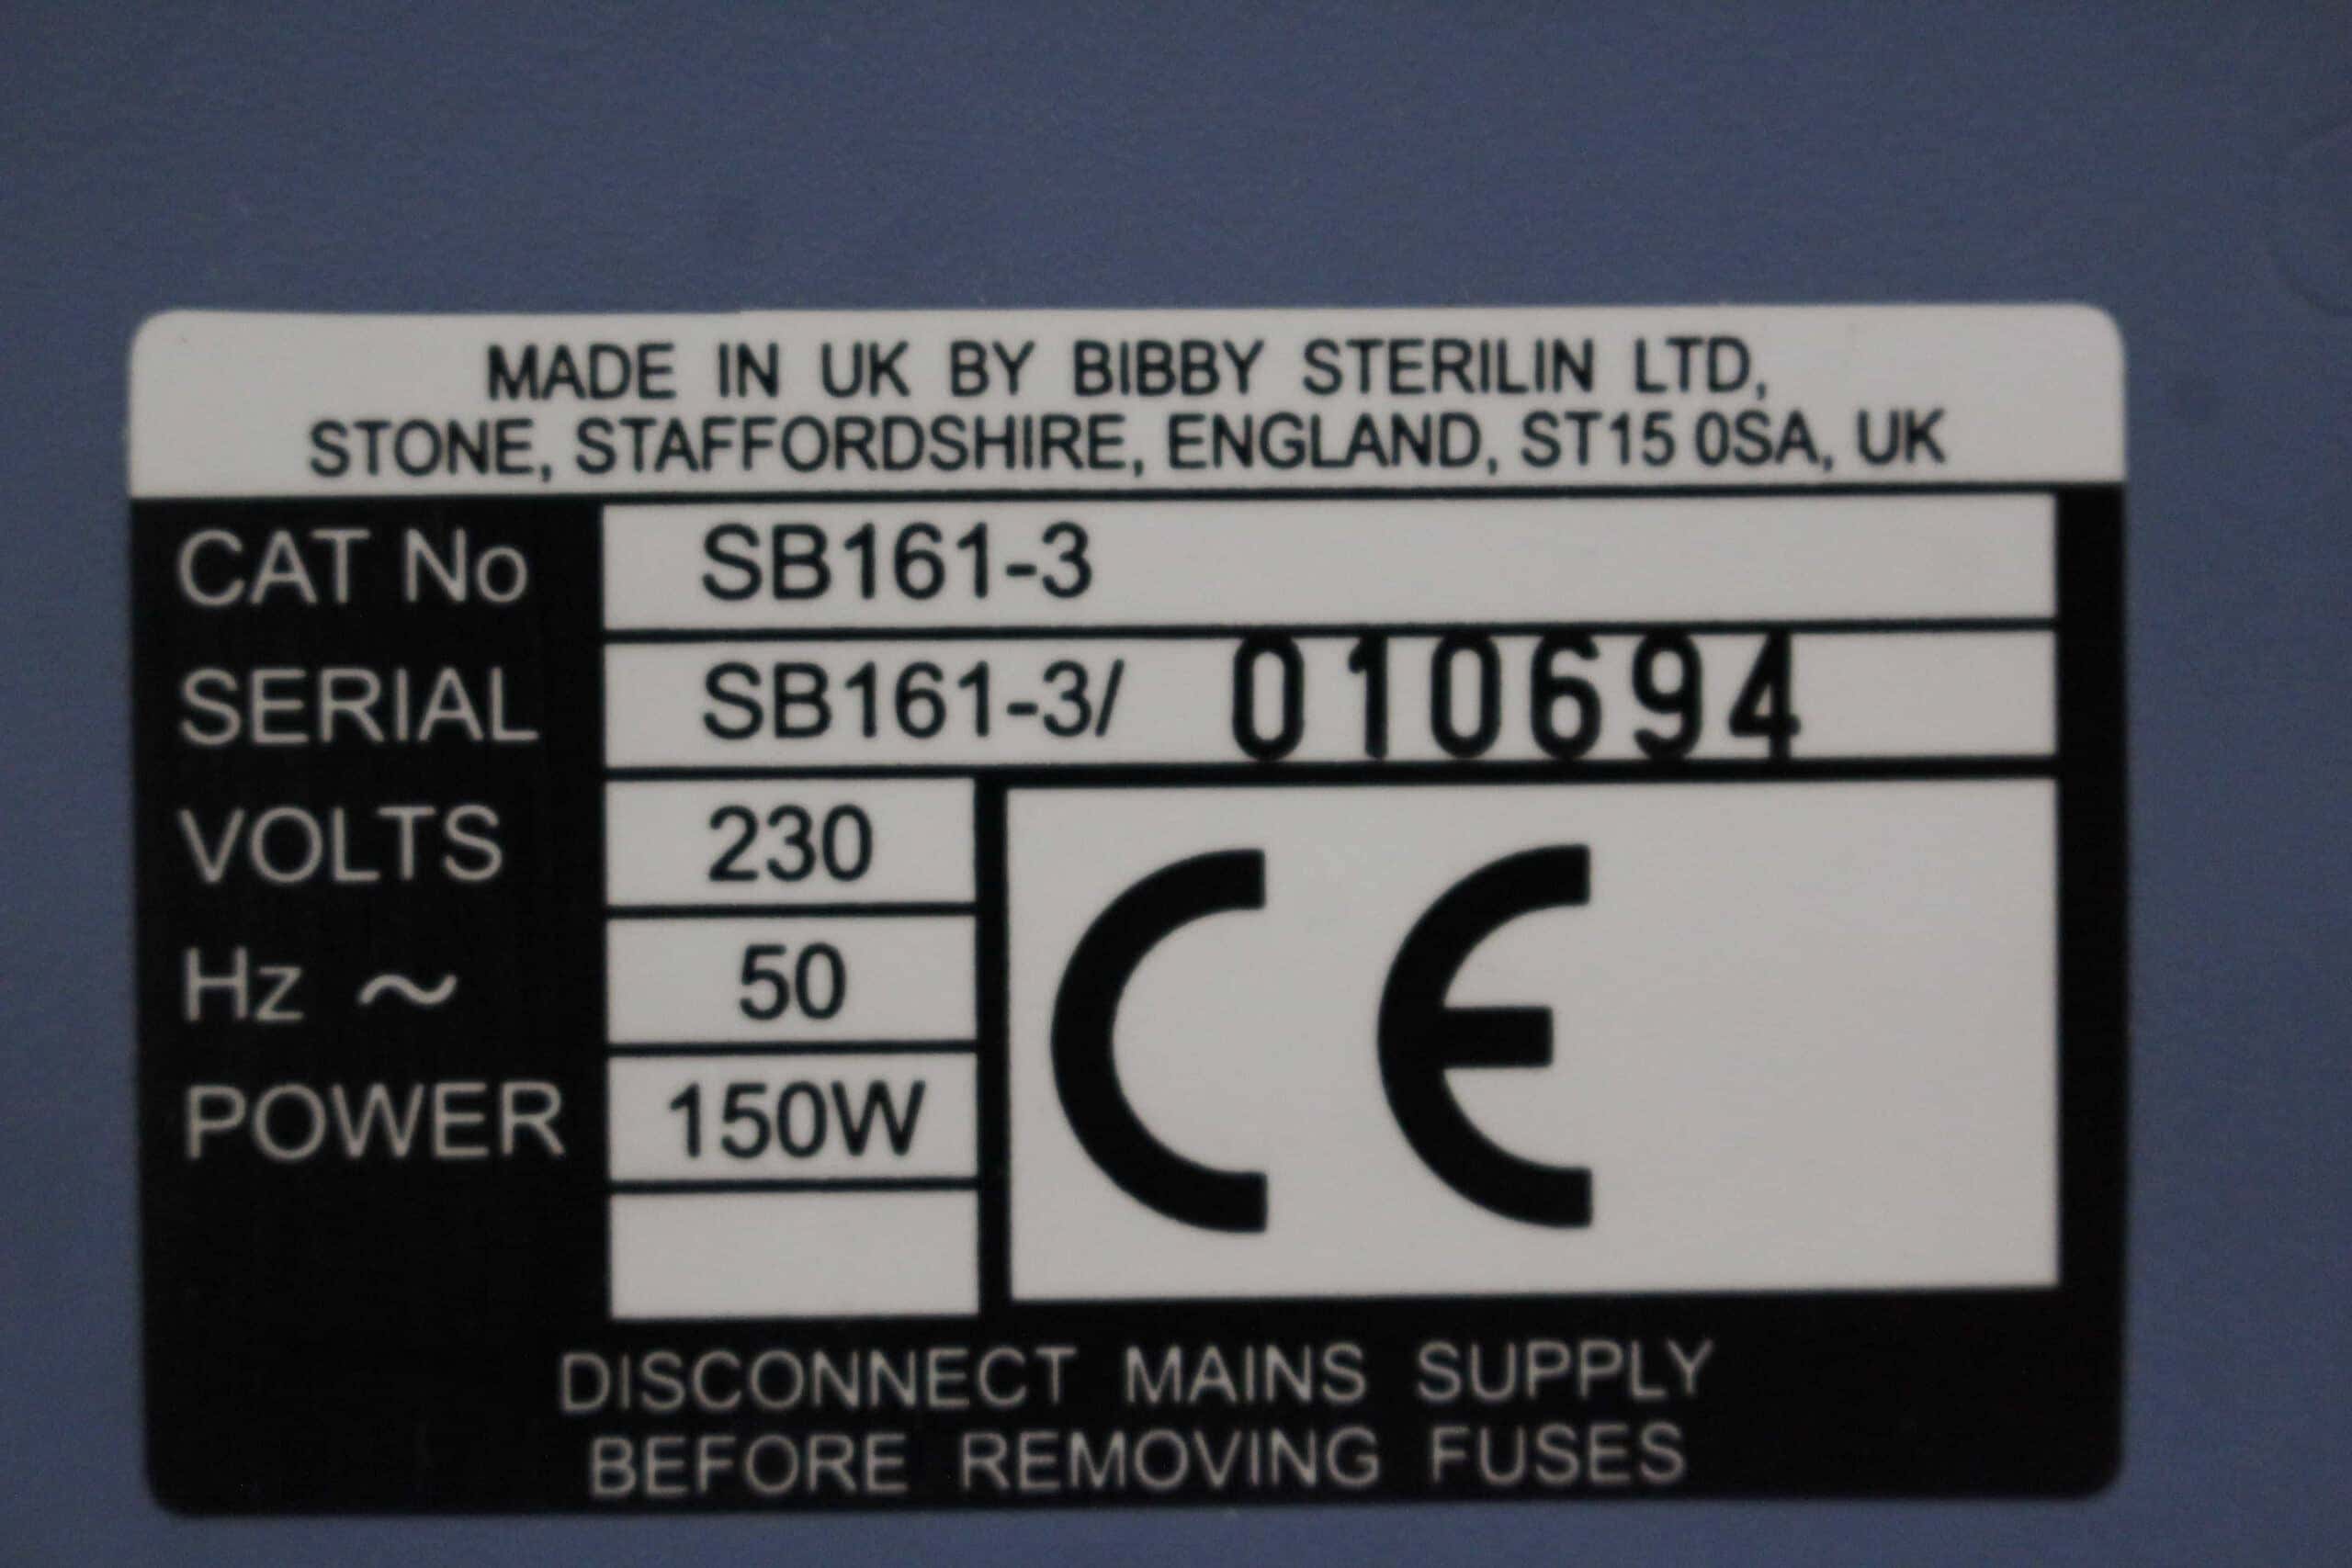 MADE IN UK BY BIBBY STERILIN LTD,
STONE, STAFFORDSHIRE, ENGLAND, ST15 0SA, UK
CAT No SB161-3
SERIAL SB161-3/ 010694
VOLTS 230
Hz ~ 50
POWER 150W
CE
DISCONNECT MAINS SUPPLY
BEFORE REMOVING FUSES